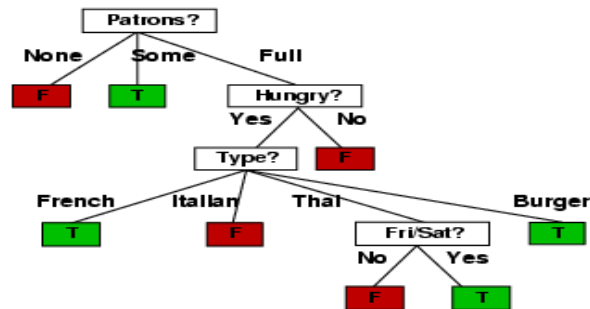 Patrons?
None Some Full
F T Hungry?
Yes No
Type? F
French Italian Thai Burger
T F Fri/Sat? T
No Yes
F T